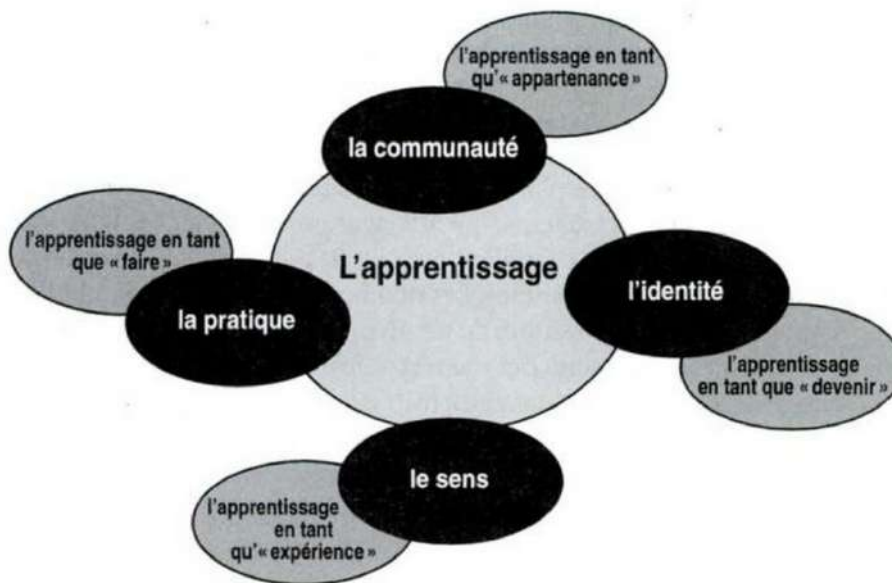 l'apprentissage en tant
qu'« appartenance »
la communauté
l'apprentissage en tant
que « faire »
L'apprentissage
la pratique
l'identité
l'apprentissage
en tant que « devenir »
le sens
l'apprentissage
en tant
qu'« expérience »